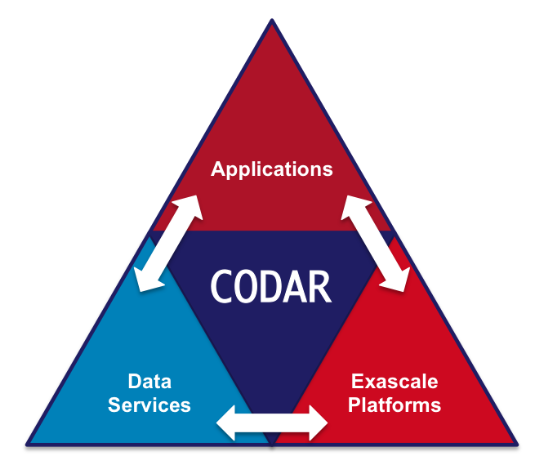 Applications
CODAR
Data
Services
Exascale
Platforms